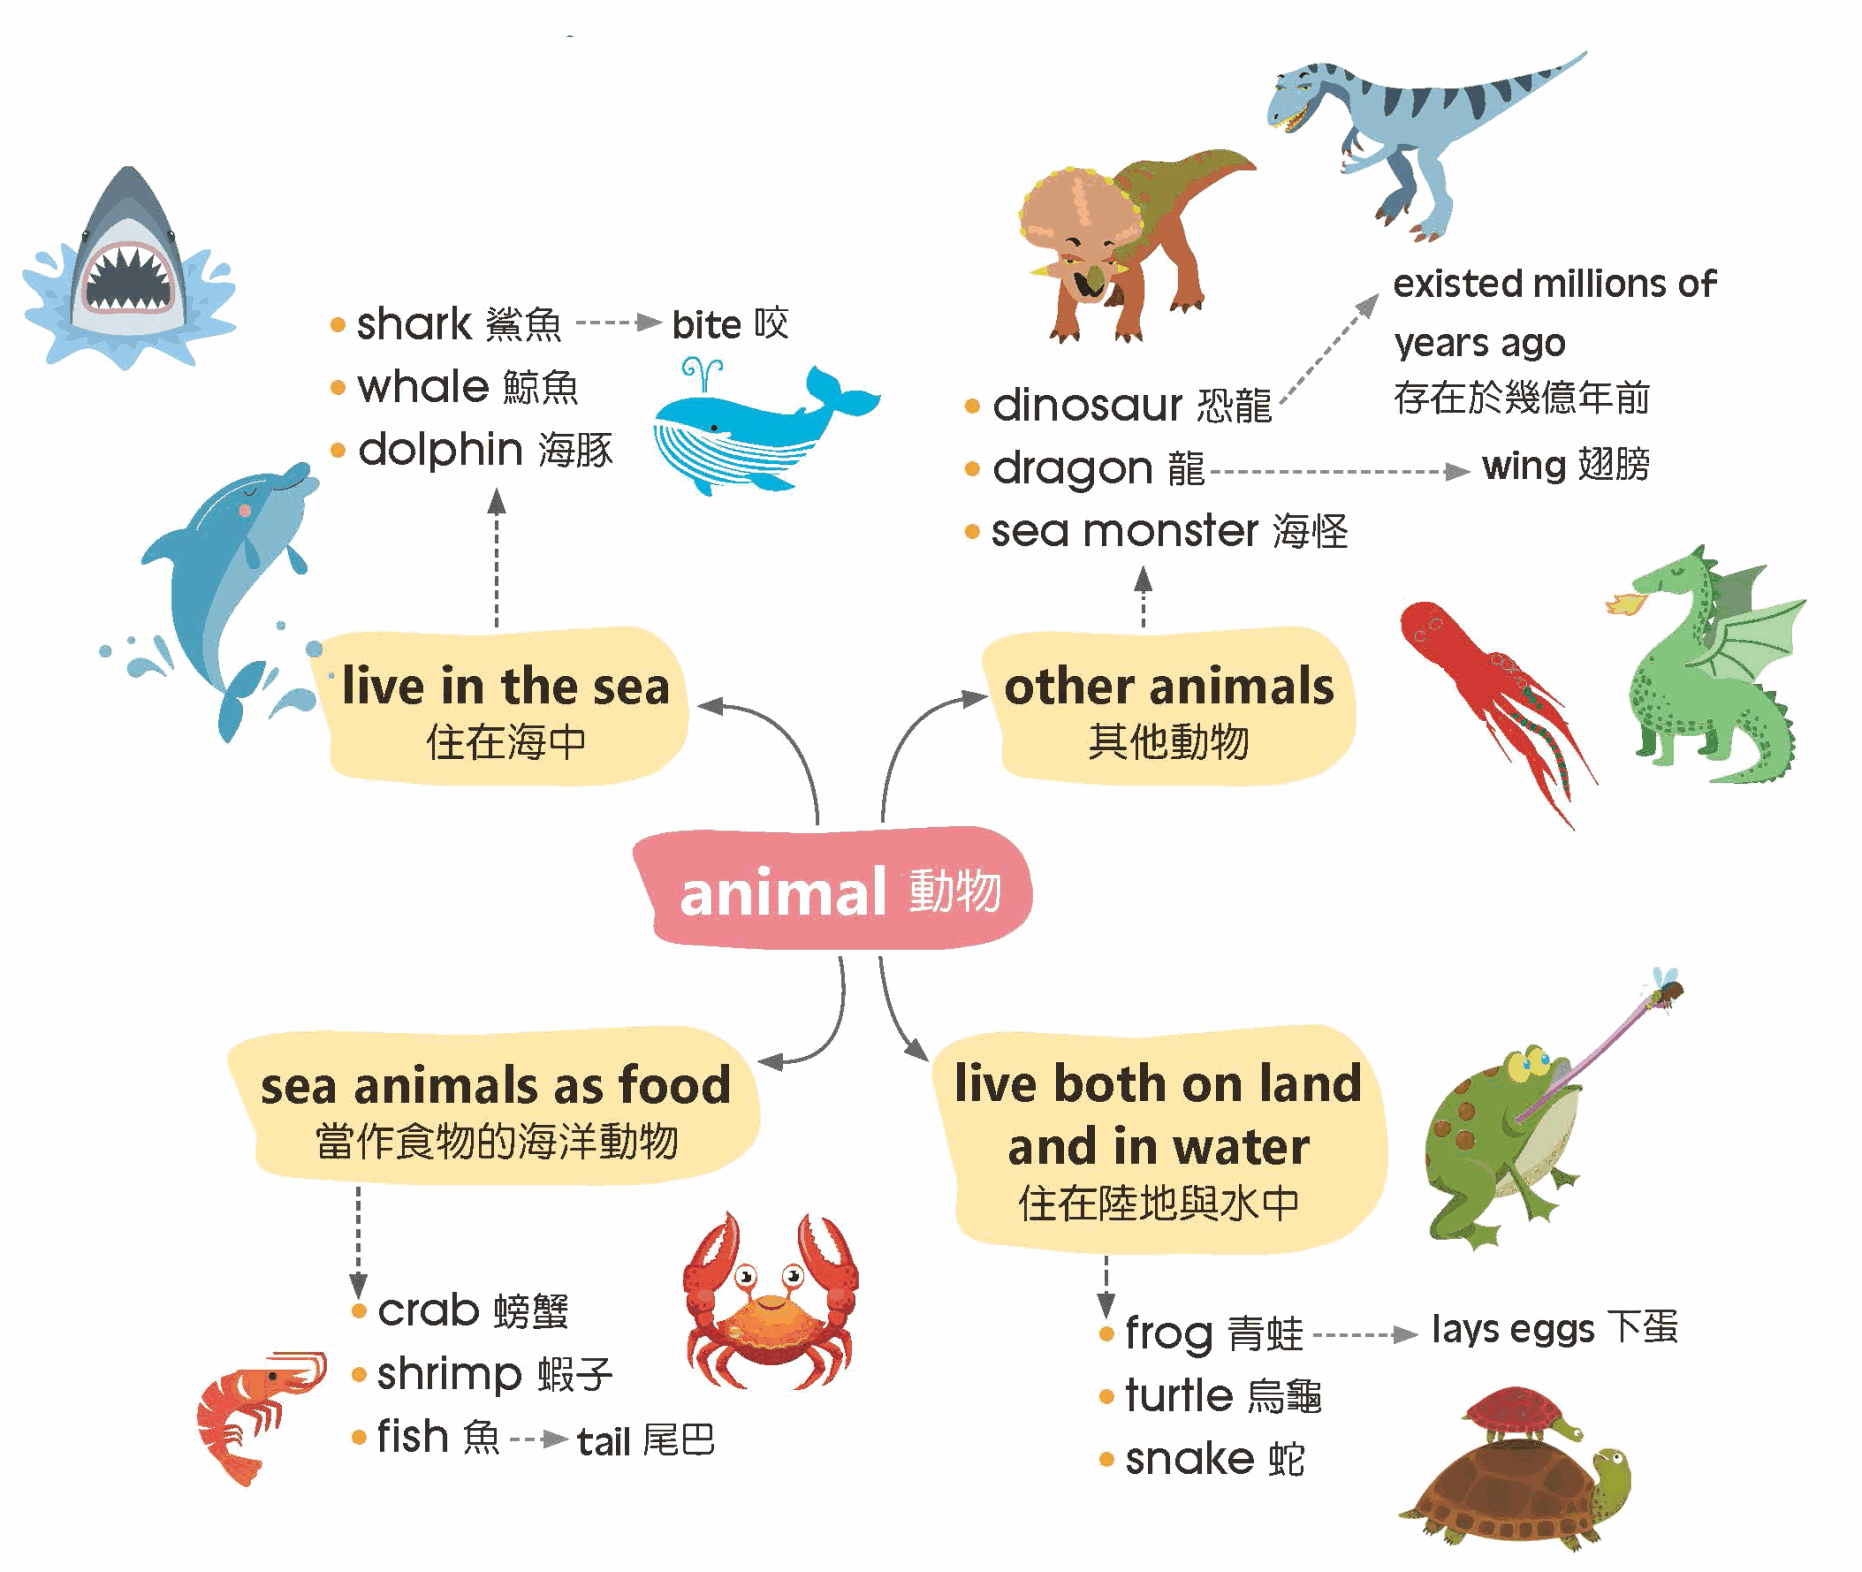 shark 鯊魚 bite 咬
whale 鯨魚
dolphin 海豚
live in the sea
住在海中
existed millions of
years ago
存在於幾億年前
dinosaur 恐龍
dragon 龍 wing 翅膀
sea monster 海怪
other animals
其他動物
animal 動物
sea animals as food
當作食物的海洋動物
crab 螃蟹
shrimp 蝦子
fish 魚 tail 尾巴
live both on land
and in water
住在陸地與水中
frog 青蛙 lays eggs 下蛋
turtle 烏龜
snake 蛇